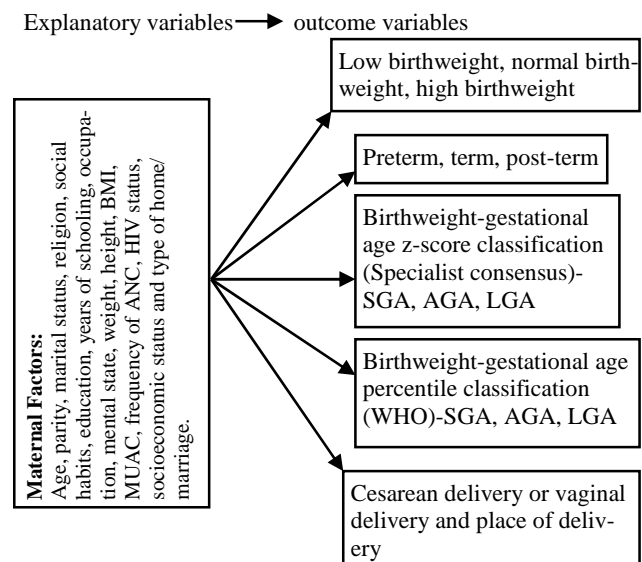 Explanatory variables → outcome variables
Maternal Factors:
Age, parity, marital status, religion, social
habits, education, years of schooling, occupa-
tion, mental state, weight, height, BMI,
MUAC, frequency of ANC, HIV status,
socioeconomic status and type of home/
marriage.
Low birthweight, normal birth-
weight, high birthweight
Preterm, term, post-term
Birthweight-gestational
age z-score classification
(Specialist consensus)-
SGA, AGA, LGA
Birthweight-gestational age
percentile classification
(WHO)-SGA, AGA, LGA
Cesarean delivery or vaginal
delivery and place of deliv-
ery